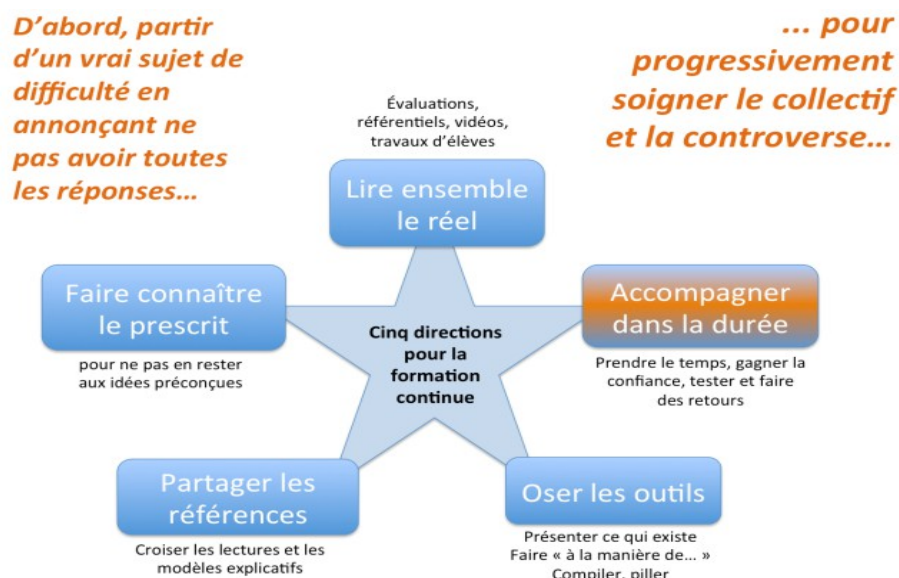 D'abord, partir
d'un vrai sujet de
difficulté en
annonçant ne
pas avoir toutes
les réponses...
... pour
progressivement
soigner le collectif
et la controverse...
Évaluations,
référentiels, vidéos,
travaux d'élèves
Lire ensemble
le réel
Faire connaître
le prescrit
pour ne pas en rester
aux idées préconçues
Cinq directions
pour la
formation
continue
Accompagner
dans la durée
Prendre le temps, gagner la
confiance, tester et faire
des retours
Partager les
références
Croiser les lectures et les
modèles explicatifs
Oser les outils
Présenter ce qui existe
Faire « à la manière de... »
Compiler, piller